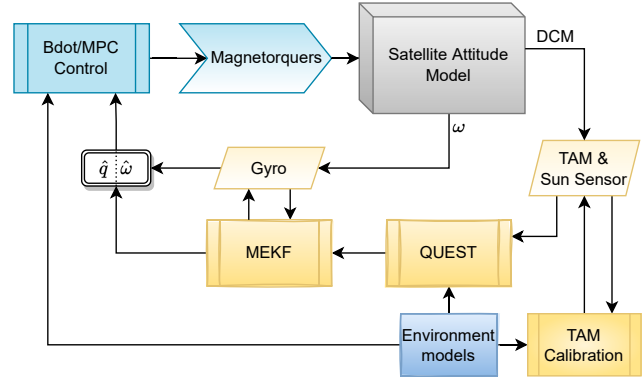 Bdot/MPC
Control
Magnetorquers
Satellite Attitude
Model
DCM
ω
q̂ ω̂
Gyro
TAM &
Sun Sensor
MEKF
QUEST
Environment
models
TAM
Calibration